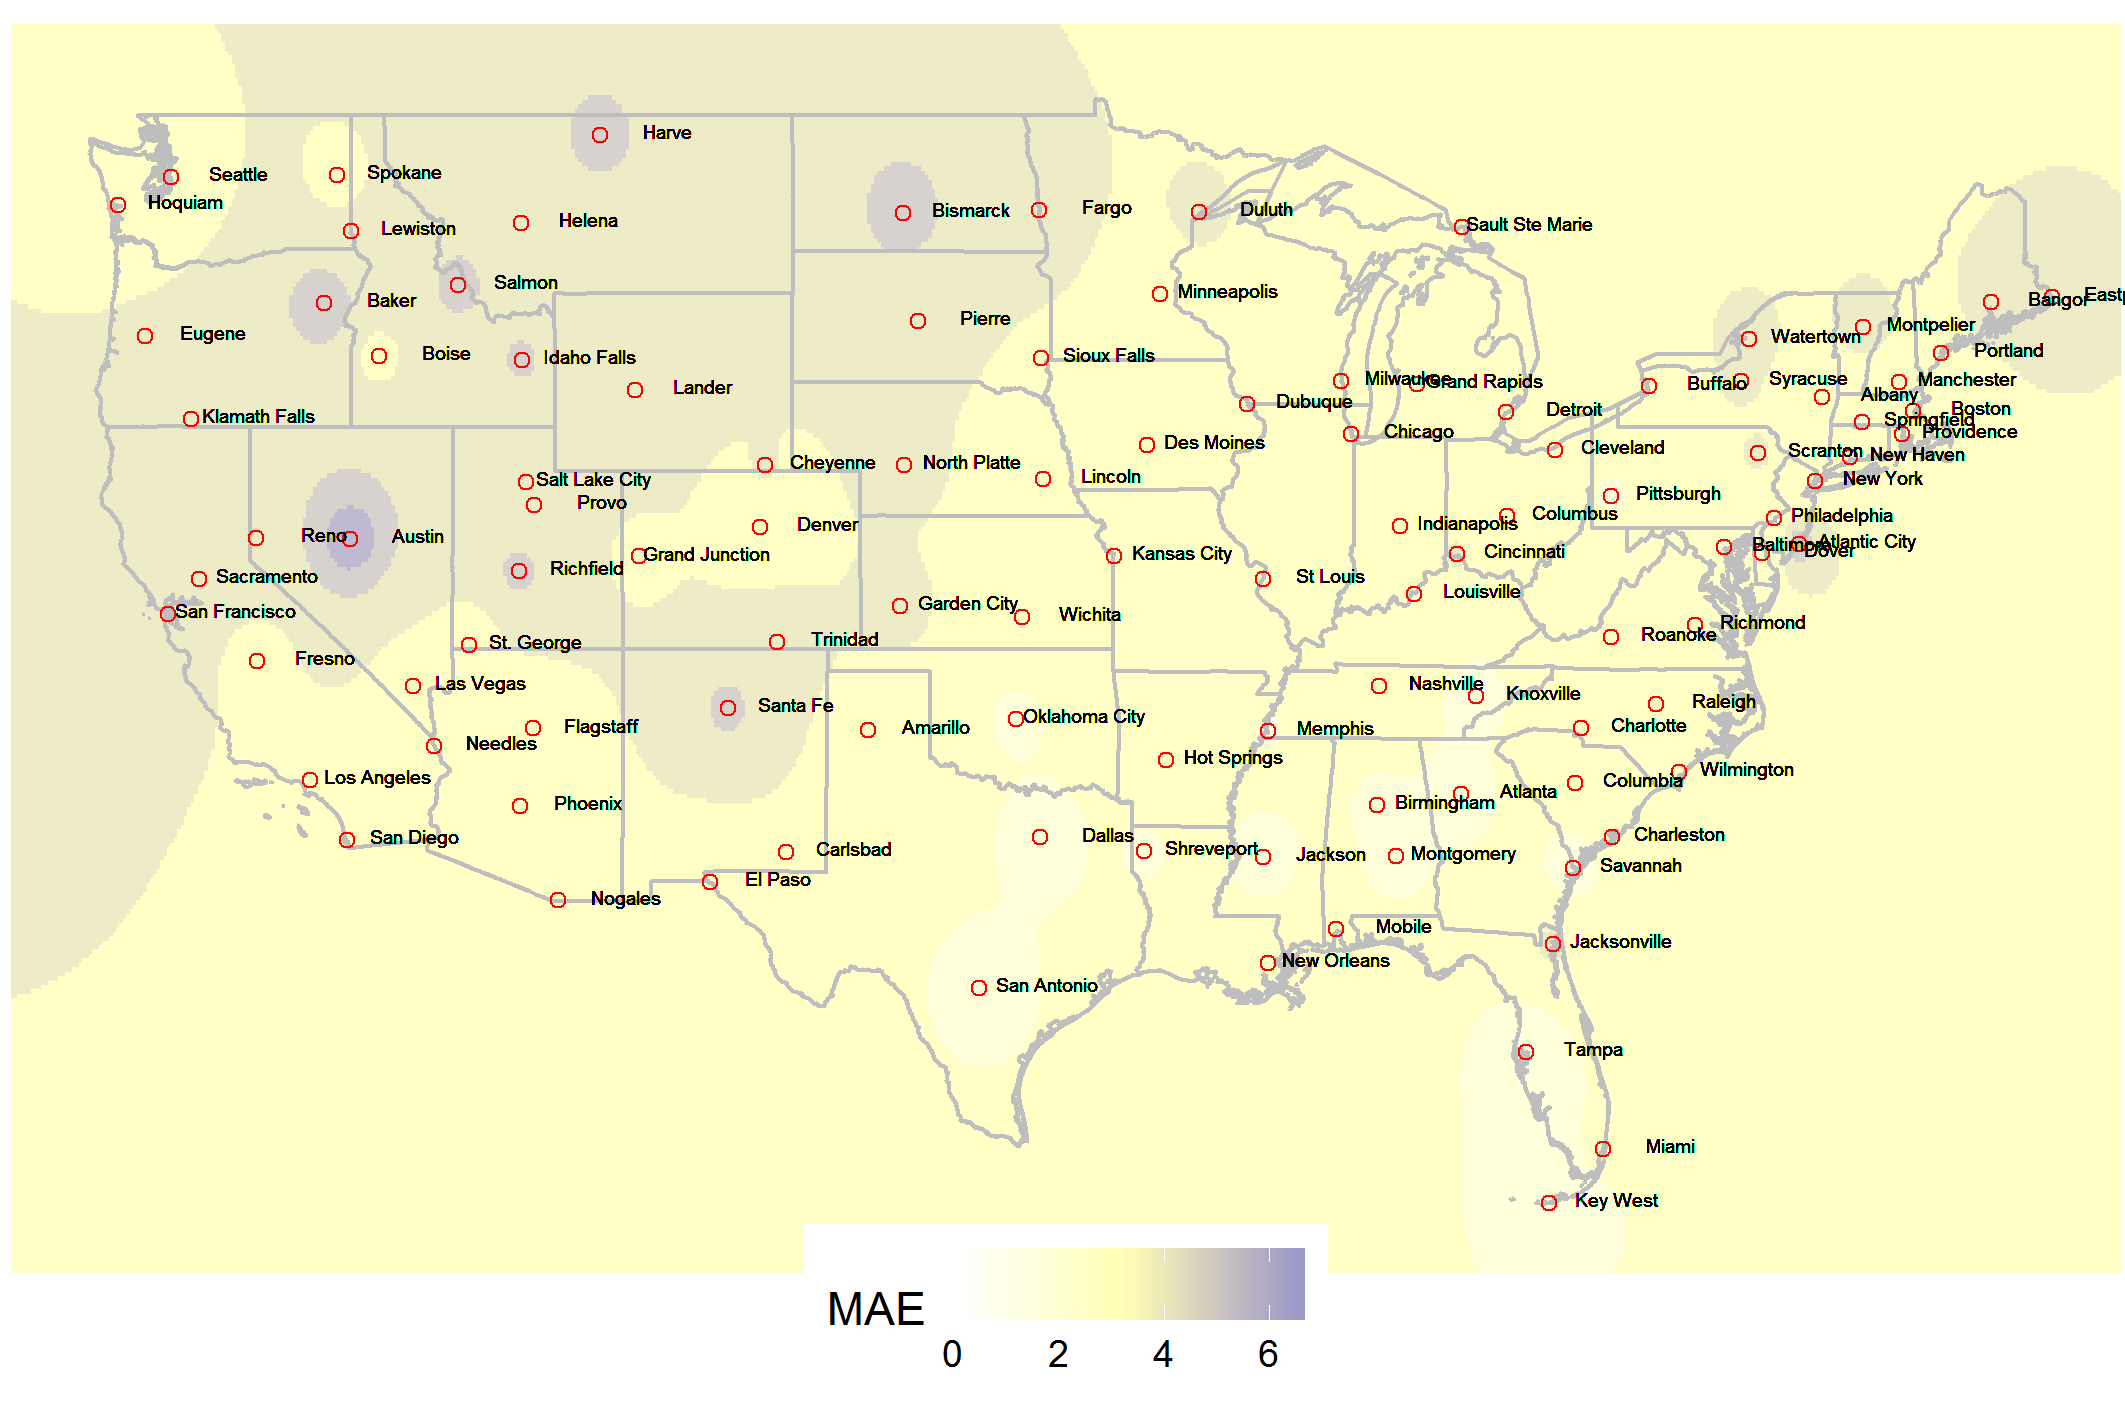 Harve
Seattle
Spokane
Hoquiam
Bismarck
Fargo
Duluth
Helena
Lewiston
Sault Ste Marie
Salmon
Minneapolis
Baker
Bangor
Eastp
Pierre
Eugene
Montpelier
Watertown
Boise
Idaho Falls
Sioux Falls
Portland
Milwaukee
Grand Rapids
Buffalo
Syracuse
Manchester
Lander
Albany
Dubuque
Detroit
Boston
Klamath Falls
Springfield
Chicago
Providence
Des Moines
Cleveland
Scranton
New Haven
Cheyenne
North Platte
Lincoln
Salt Lake City
New York
Provo
Pittsburgh
Columbus
Philadelphia
Denver
Indianapolis
Reno
Austin
Atlantic City
Baltimore
Dover
Grand Junction
Kansas City
Cincinnati
Richfield
Sacramento
St Louis
Louisville
Garden City
San Francisco
Wichita
Richmond
Roanoke
St. George
Trinidad
Fresno
Las Vegas
Nashville
Knoxville
Santa Fe
Raleigh
Oklahoma City
Flagstaff
Amarillo
Memphis
Charlotte
Needles
Hot Springs
Wilmington
Los Angeles
Columbia
Atlanta
Phoenix
Birmingham
San Diego
Dallas
Charleston
Carlsbad
Shreveport
Jackson
Montgomery
Savannah
El Paso
Nogales
Mobile
Jacksonville
New Orleans
San Antonio
Tampa
Miami
Key West
MAE
0 2 4 6